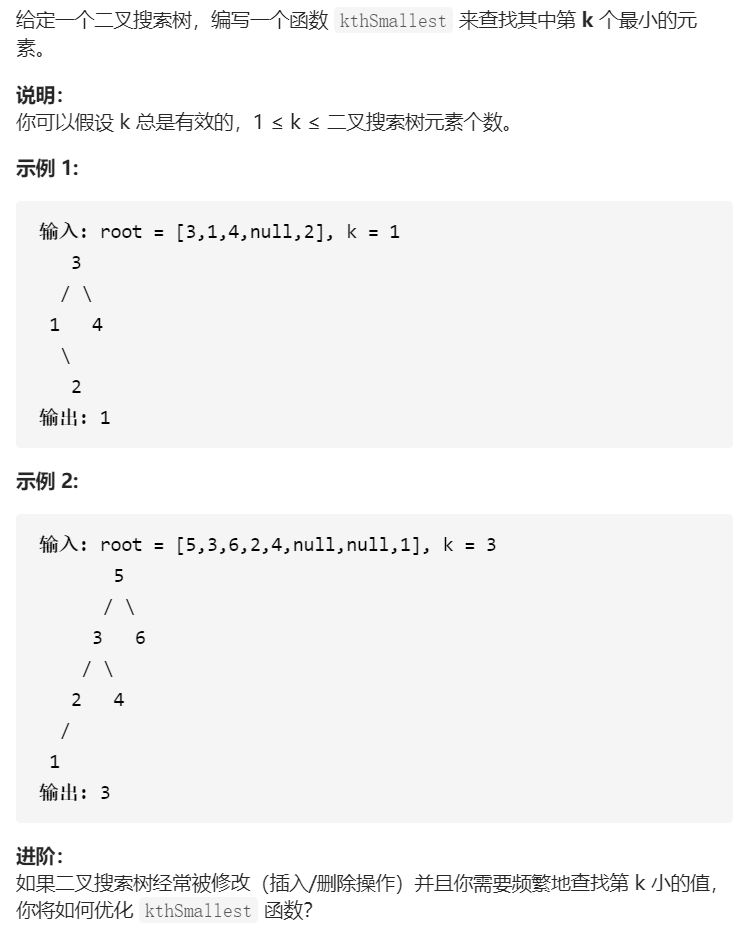 给定一个二叉搜索树，编写一个函数 kthSmallest 来查找其中第 k 个最小的元
素。
说明：
你可以假设 k 总是有效的，1 ≤ k ≤ 二叉搜索树元素个数。
示例 1:
输入: root = [3,1,4,null,2], k = 1
   3
  / \
 1   4
  \
   2
输出: 1
示例 2:
输入: root = [5,3,6,2,4,null,null,1], k = 3
       5
      / \
     3   6
    / \
   2   4
  /
 1
输出: 3
进阶：
如果二叉搜索树经常被修改（插入/删除操作）并且你需要频繁地查找第 k 小的值，
你将如何优化 kthSmallest 函数？